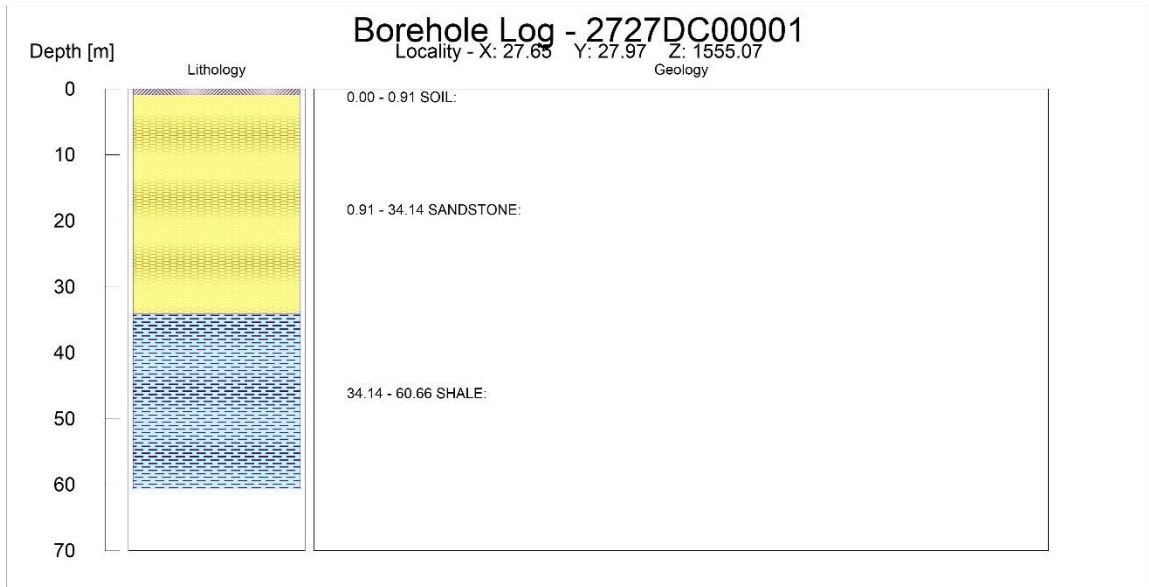 Borehole Log - 2727DC00001
Locality - X: 27.65 Y: 27.97 Z: 1555.07
Depth [m]
Lithology
Geology
0
0.00 - 0.91 SOIL:
10
0.91 - 34.14 SANDSTONE:
20
30
40
34.14 - 60.66 SHALE:
50
60
70